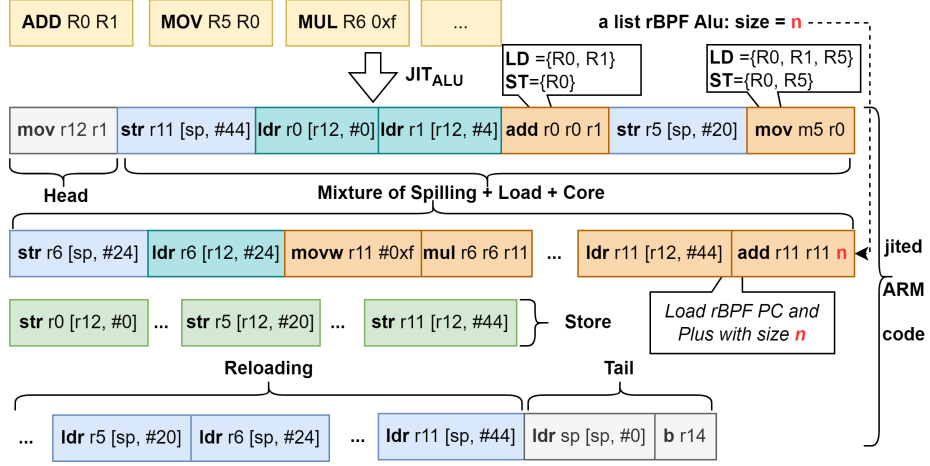 ADD R0 R1 MOV R5 R0 MUL R6 0xf ... a list rBPF Alu: size = n
JIT_ALU
LD ={R0, R1}
ST={R0}
LD ={R0, R1, R5}
ST={R0, R5}
mov r12 r1 str r11 [sp, #44] ldr r0 [r12, #0] ldr r1 [r12, #4] add r0 r0 r1 str r5 [sp, #20] mov m5 r0
Head
Mixture of Spilling + Load + Core
str r6 [sp, #24] ldr r6 [r12, #24] movw r11 #0xf mul r6 r6 r11 ... ldr r11 [r12, #44] add r11 r11 n
jited
ARM
code
str r0 [r12, #0] ... str r5 [r12, #20] ... str r11 [r12, #44] Store
Load rBPF PC and
Plus with size n
Reloading Tail
... ldr r5 [sp, #20] ldr r6 [sp, #24] ... ldr r11 [sp, #44] ldr sp [sp, #0] b r14